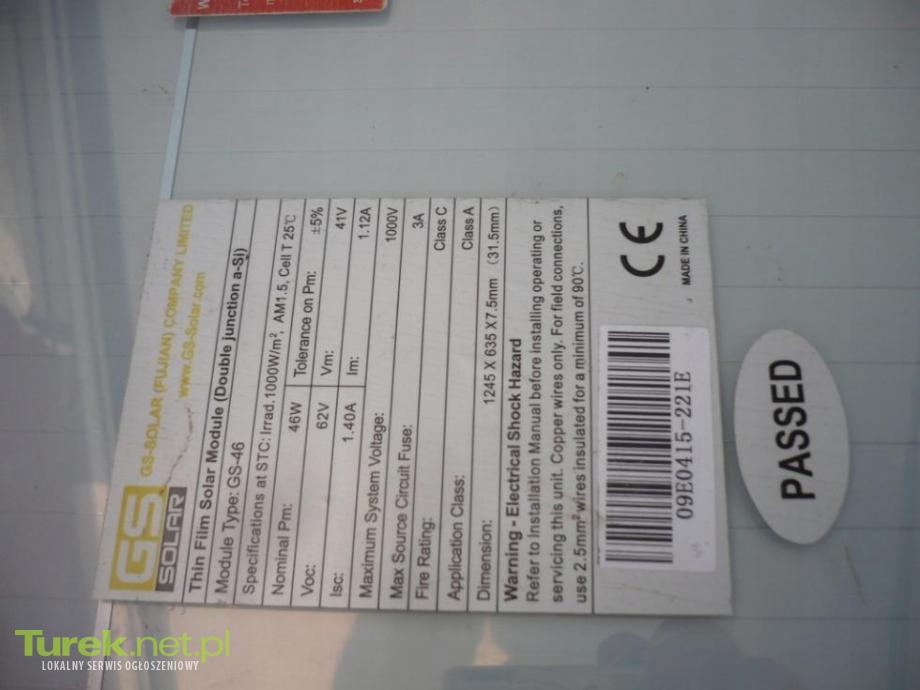 GS
SOLAR
GS-SOLAR (FUJIAN) COMPANY LIMITED
www.GS-Solar.com
Thin Film Solar Module (Double junction a-Si)
Module Type: GS-46
Specifications at STC: Irrad.1000W/m², AM1.5, Cell T 25℃
Nominal Pm: 46W Tolerance on Pm: ±5%
Voc: 62V Vm: 41V
Isc: 1.40A Im: 1.12A
Maximum System Voltage: 1000V
Max Source Circuit Fuse: 3A
Fire Rating: Class C
Application Class: Class A
Dimension: 1245 X 635 X7.5mm (31.5mm)
Warning - Electrical Shock Hazard
Refer to Installation Manual before installing operating or
servicing this unit. Copper wires only. For field connections,
use 2.5mm² wires insulated for a minimum of 90℃.
09E0415-221E
CE
MADE IN CHINA
PASSED
Turek.net.pl
LOKALNY SERWIS OGŁOSZENIOWY